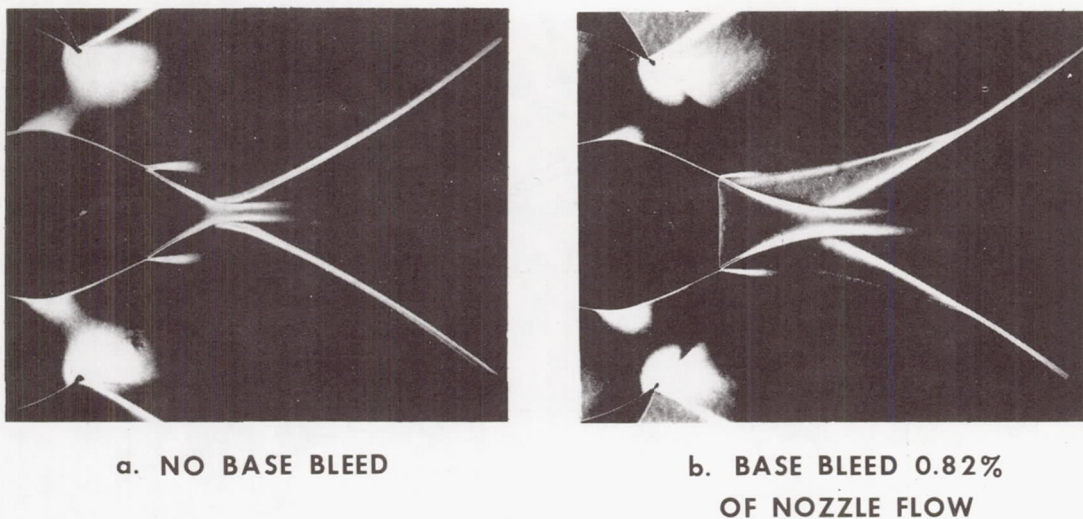 a. NO BASE BLEED
b. BASE BLEED 0.82%
OF NOZZLE FLOW